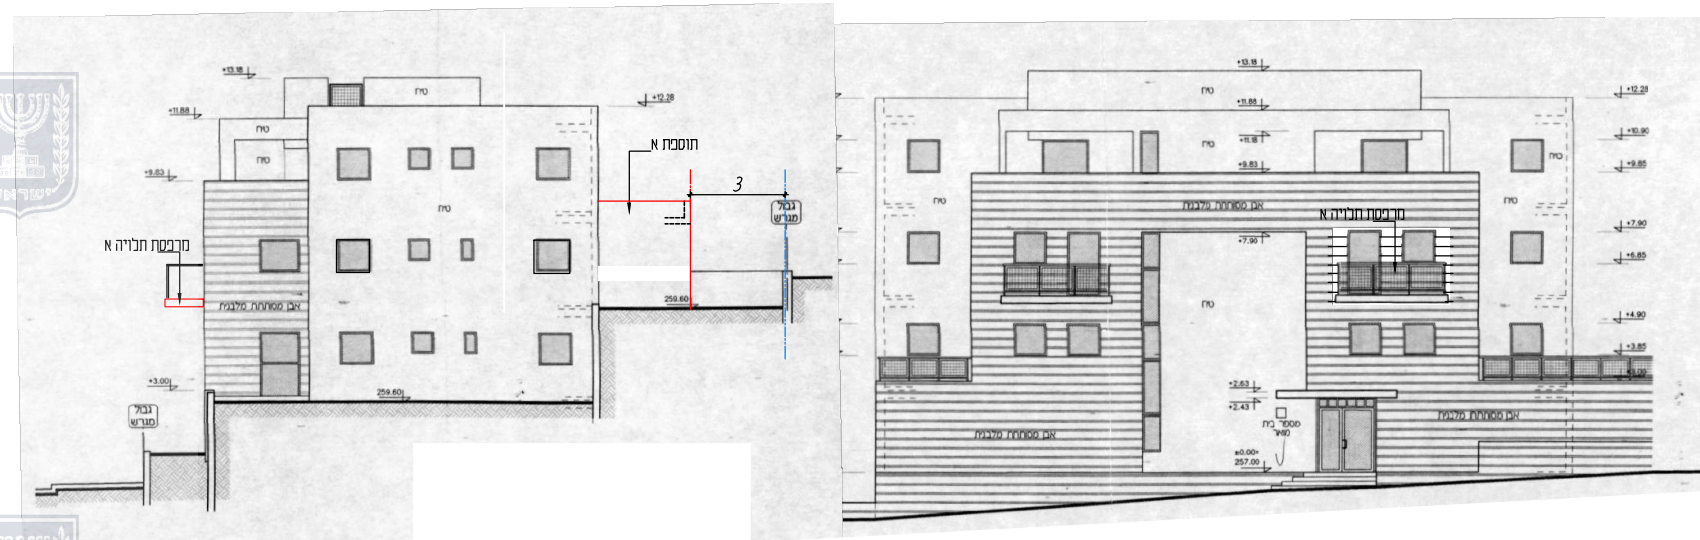 +13.18
טיח
+12.28
+11.88
טיח
תוספת א
טיח
+9.83
3
גבול
מגרש
טיח
מרפסת תלויה א
259.60
אבן מסותתת מלבנית
+3.00
259.60
גבול
מגרש
+13.18
טיח
+12.28
+11.88
+11.18
טיח
+10.90
טיח
+9.83
+9.85
טיח
אבן מסותתת מלבנית
טיח
מרפסת תלויה א
+7.90
+7.90
+6.85
טיח
+4.90
+3.85
+3.00
+2.63
+2.43
אבן מסותתת מלבנית
מספר בית
מואר
אבן מסותתת מלבנית
±0.00=
257.00
ישראל